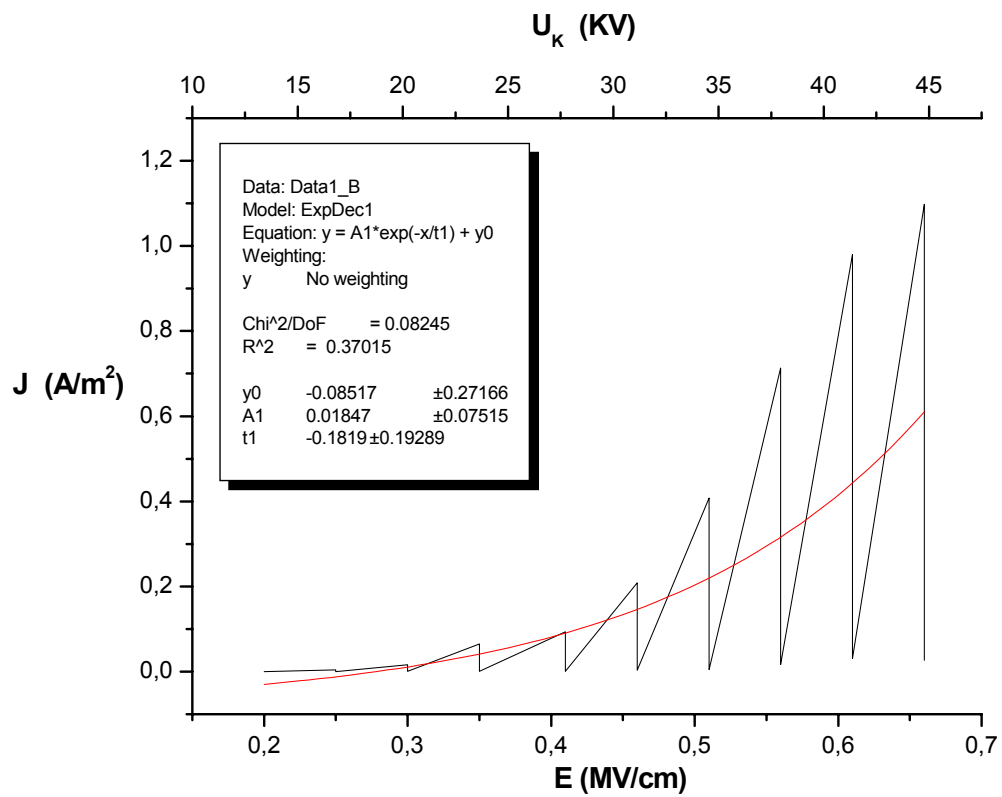 U_K (KV)
10 15 20 25 30 35 40 45
1,2
1,0
0,8
0,6
0,4
0,2
0,0
J (A/m²)
Data: Data1_B
Model: ExpDec1
Equation: y = A1*exp(-x/t1) + y0
Weighting:
y No weighting
Chi^2/DoF = 0.08245
R^2 = 0.37015
y0 -0.08517 ±0.27166
A1 0.01847 ±0.07515
t1 -0.1819 ±0.19289
0,2 0,3 0,4 0,5 0,6 0,7
E (MV/cm)